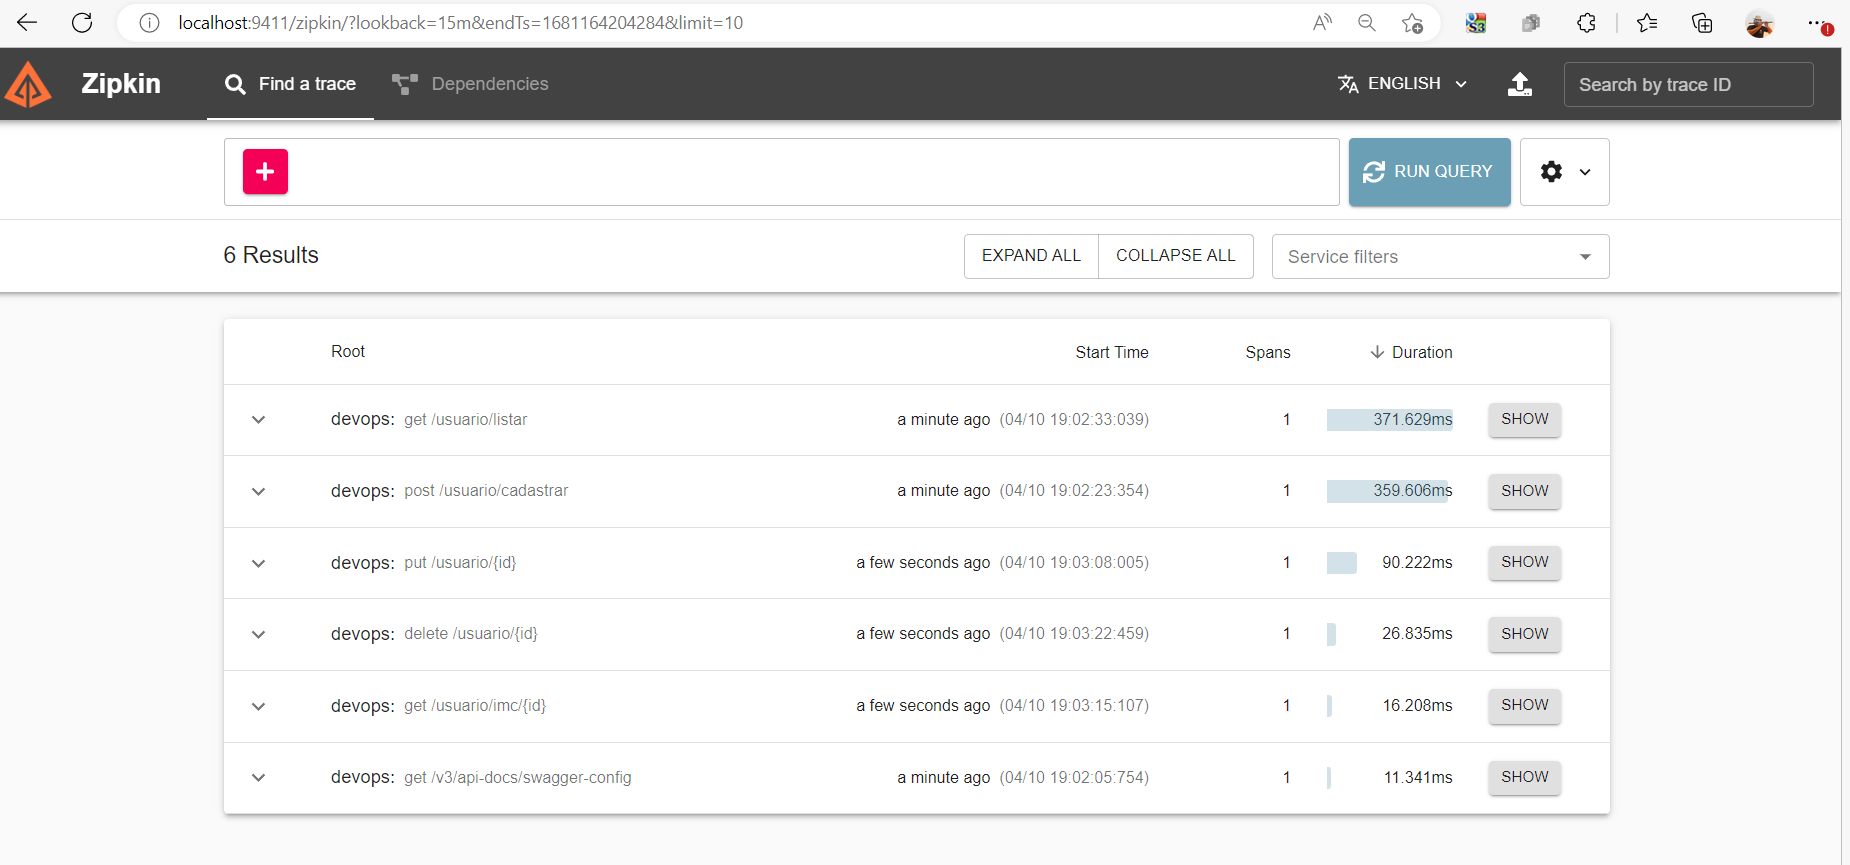 localhost:9411/zipkin/?lookback=15m&endTs=1681164204284&limit=10
Zipkin Find a trace Dependencies ENGLISH Search by trace ID
+ RUN QUERY
6 Results EXPAND ALL COLLAPSE ALL Service filters
Root Start Time Spans Duration
devops: get /usuario/listar a minute ago (04/10 19:02:33:039) 1 371.629ms SHOW
devops: post /usuario/cadastrar a minute ago (04/10 19:02:23:354) 1 359.606ms SHOW
devops: put /usuario/{id} a few seconds ago (04/10 19:03:08:005) 1 90.222ms SHOW
devops: delete /usuario/{id} a few seconds ago (04/10 19:03:22:459) 1 26.835ms SHOW
devops: get /usuario/imc/{id} a few seconds ago (04/10 19:03:15:107) 1 16.208ms SHOW
devops: get /v3/api-docs/swagger-config a minute ago (04/10 19:02:05:754) 1 11.341ms SHOW